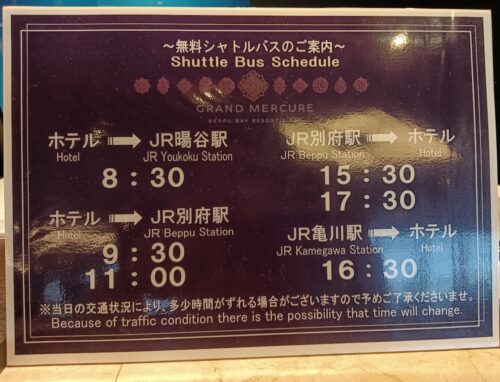 ～無料シャトルバスのご案内～
Shuttle Bus Schedule
GRAND MERCURE
BEPPU BAY RESORT & SPA
ホテル ➡ JR暘谷駅
Hotel JR Youkoku Station
8：30
ホテル ➡ JR別府駅
Hotel JR Beppu Station
9：30
11：00
JR別府駅 ➡ ホテル
JR Beppu Station Hotel
15：30
17：30
JR亀川駅 ➡ ホテル
JR Kamegawa Station Hotel
16：30
※当日の交通状況により、多少時間がずれる場合がございますので予めご了承くださいませ。
Because of traffic condition there is the possibility that time will change.